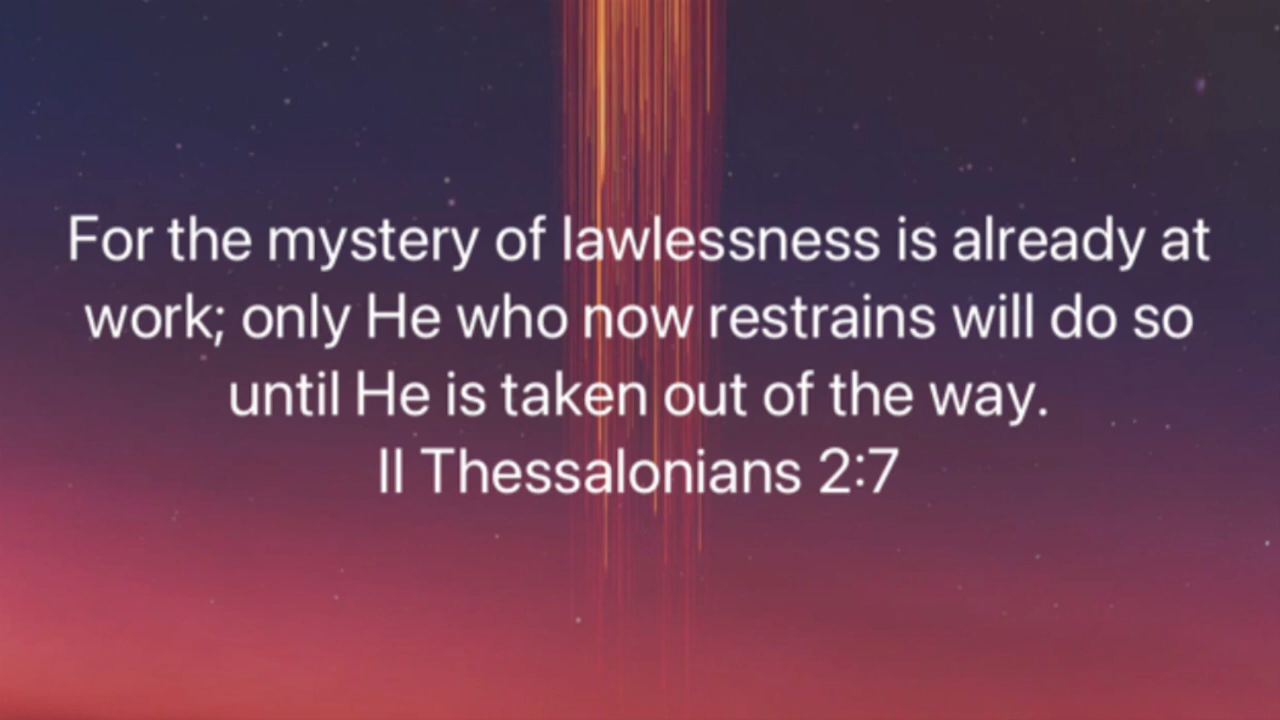 For the mystery of lawlessness is already at
work; only He who now restrains will do so
until He is taken out of the way.
II Thessalonians 2:7